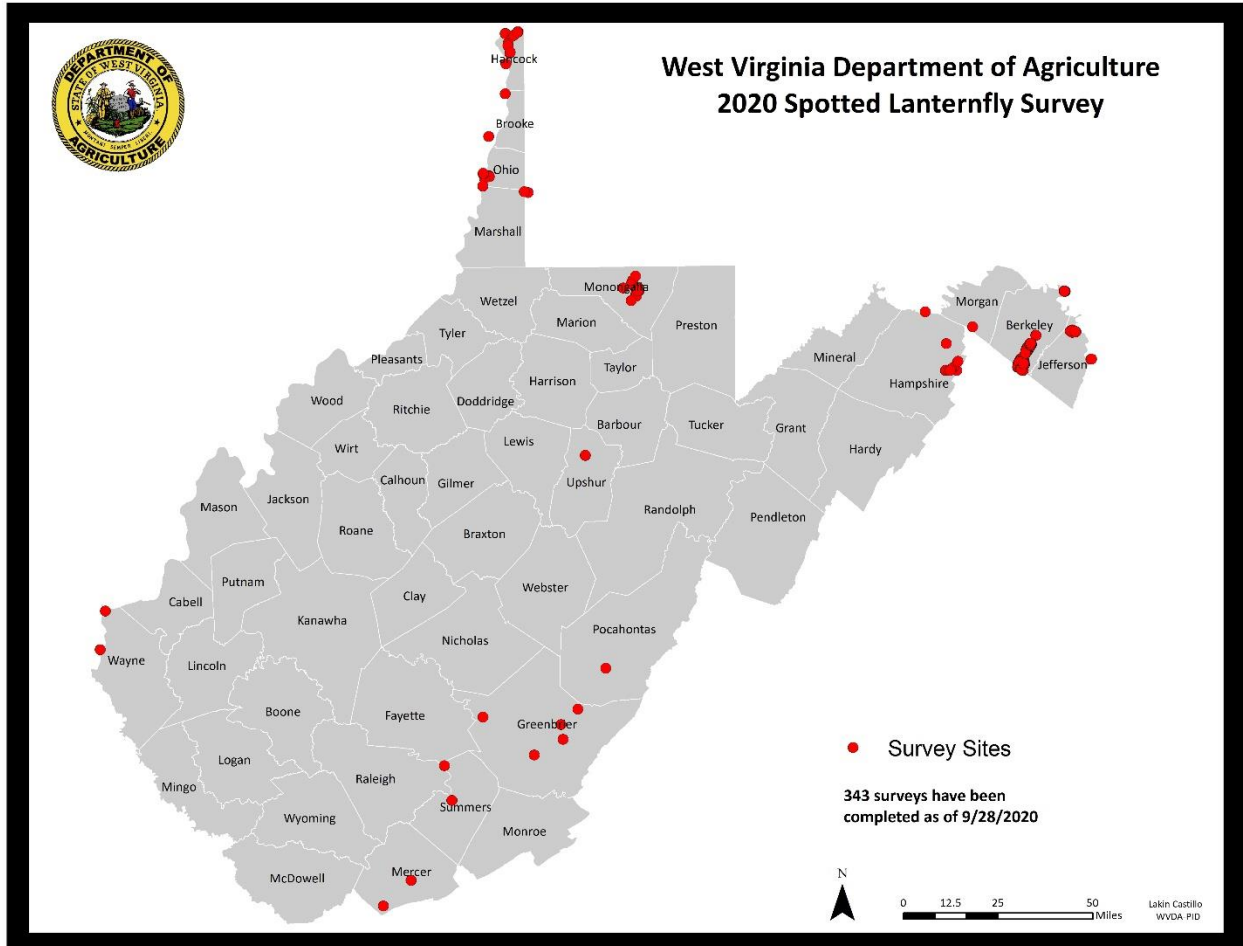 West Virginia Department of Agriculture
2020 Spotted Lanternfly Survey
DEPARTMENT OF
AGRICULTURE
STATE OF WEST VIRGINIA
MONTANI SEMPER LIBERI
Hancock
Brooke
Ohio
Marshall
Wetzel
Monongalia
Marion
Preston
Tyler
Pleasants
Morgan
Berkeley
Jefferson
Mineral
Hampshire
Wood
Ritchie
Doddridge
Harrison
Taylor
Barbour
Tucker
Grant
Hardy
Wirt
Lewis
Calhoun
Gilmer
Upshur
Mason
Jackson
Roane
Braxton
Randolph
Pendleton
Putnam
Cabell
Clay
Webster
Kanawha
Pocahontas
Nicholas
Wayne
Lincoln
Boone
Fayette
Greenbrier
Logan
Raleigh
Mingo
Summers
Wyoming
Monroe
McDowell
Mercer
Survey Sites
343 surveys have been
completed as of 9/28/2020
N
0 12.5 25 50
Miles
Lakin Castillo
WVDA PID